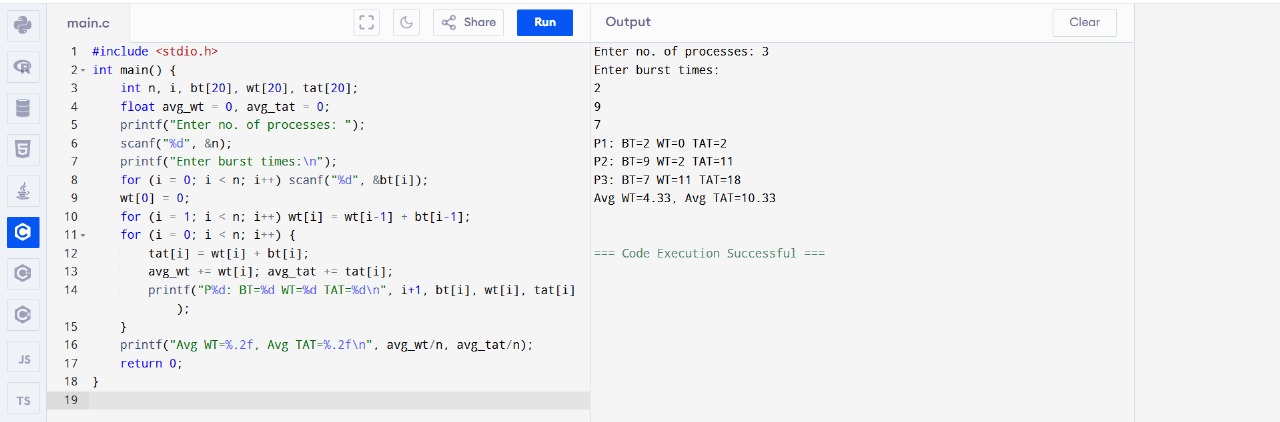 main.c
Share
Run
Output
Clear
1 #include <stdio.h>
2 int main() {
3 int n, i, bt[20], wt[20], tat[20];
4 float avg_wt = 0, avg_tat = 0;
5 printf("Enter no. of processes: ");
6 scanf("%d", &n);
7 printf("Enter burst times:\n");
8 for (i = 0; i < n; i++) scanf("%d", &bt[i]);
9 wt[0] = 0;
10 for (i = 1; i < n; i++) wt[i] = wt[i-1] + bt[i-1];
11 for (i = 0; i < n; i++) {
12 tat[i] = wt[i] + bt[i];
13 avg_wt += wt[i]; avg_tat += tat[i];
14 printf("P%d: BT=%d WT=%d TAT=%d\n", i+1, bt[i], wt[i], tat[i]
);
15 }
16 printf("Avg WT=%.2f, Avg TAT=%.2f\n", avg_wt/n, avg_tat/n);
17 return 0;
18 }
19
Enter no. of processes: 3
Enter burst times:
2
9
7
P1: BT=2 WT=0 TAT=2
P2: BT=9 WT=2 TAT=11
P3: BT=7 WT=11 TAT=18
Avg WT=4.33, Avg TAT=10.33
=== Code Execution Successful ===
JS
TS